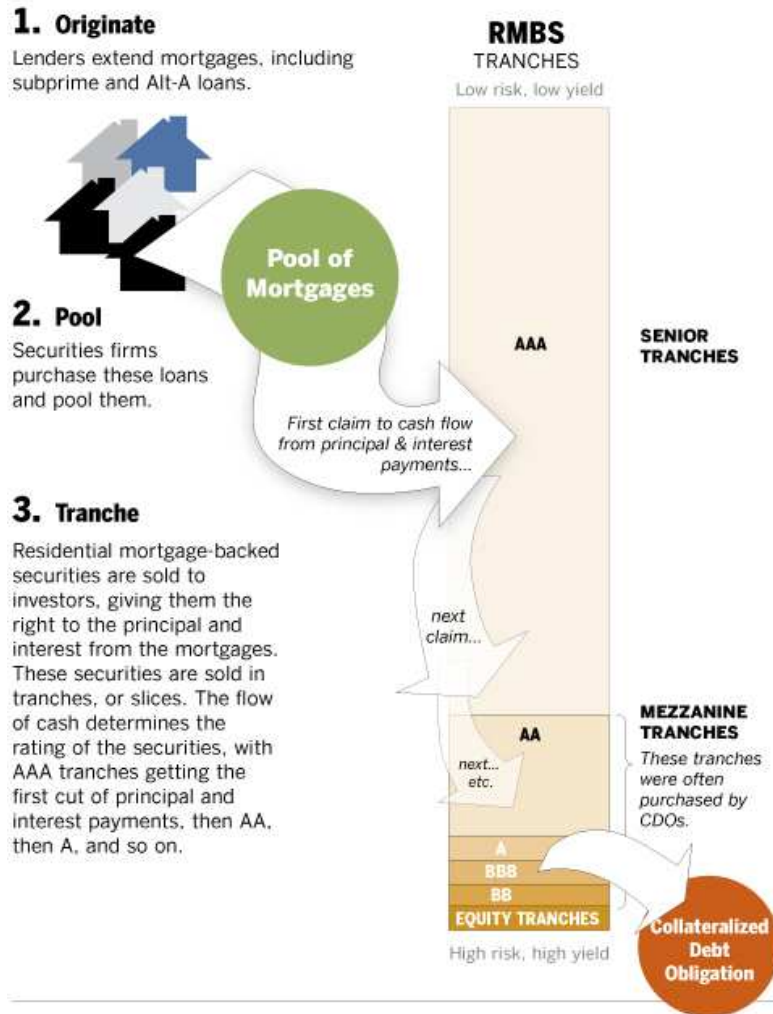 1. Originate
Lenders extend mortgages, including
subprime and Alt-A loans.
Pool of
Mortgages
2. Pool
Securities firms
purchase these loans
and pool them.
First claim to cash flow
from principal & interest
payments...
3. Tranche
Residential mortgage-backed
securities are sold to
investors, giving them the
right to the principal and
interest from the mortgages.
These securities are sold in
tranches, or slices. The flow
of cash determines the
rating of the securities, with
AAA tranches getting the
first cut of principal and
interest payments, then AA,
then A, and so on.
RMBS
TRANCHES
Low risk, low yield
AAA
SENIOR
TRANCHES
next
claim...
AA
next...
etc.
MEZZANINE
TRANCHES
These tranches
were often
purchased by
CDOs.
A
BBB
BB
EQUITY TRANCHES
High risk, high yield
Collateralized
Debt
Obligation